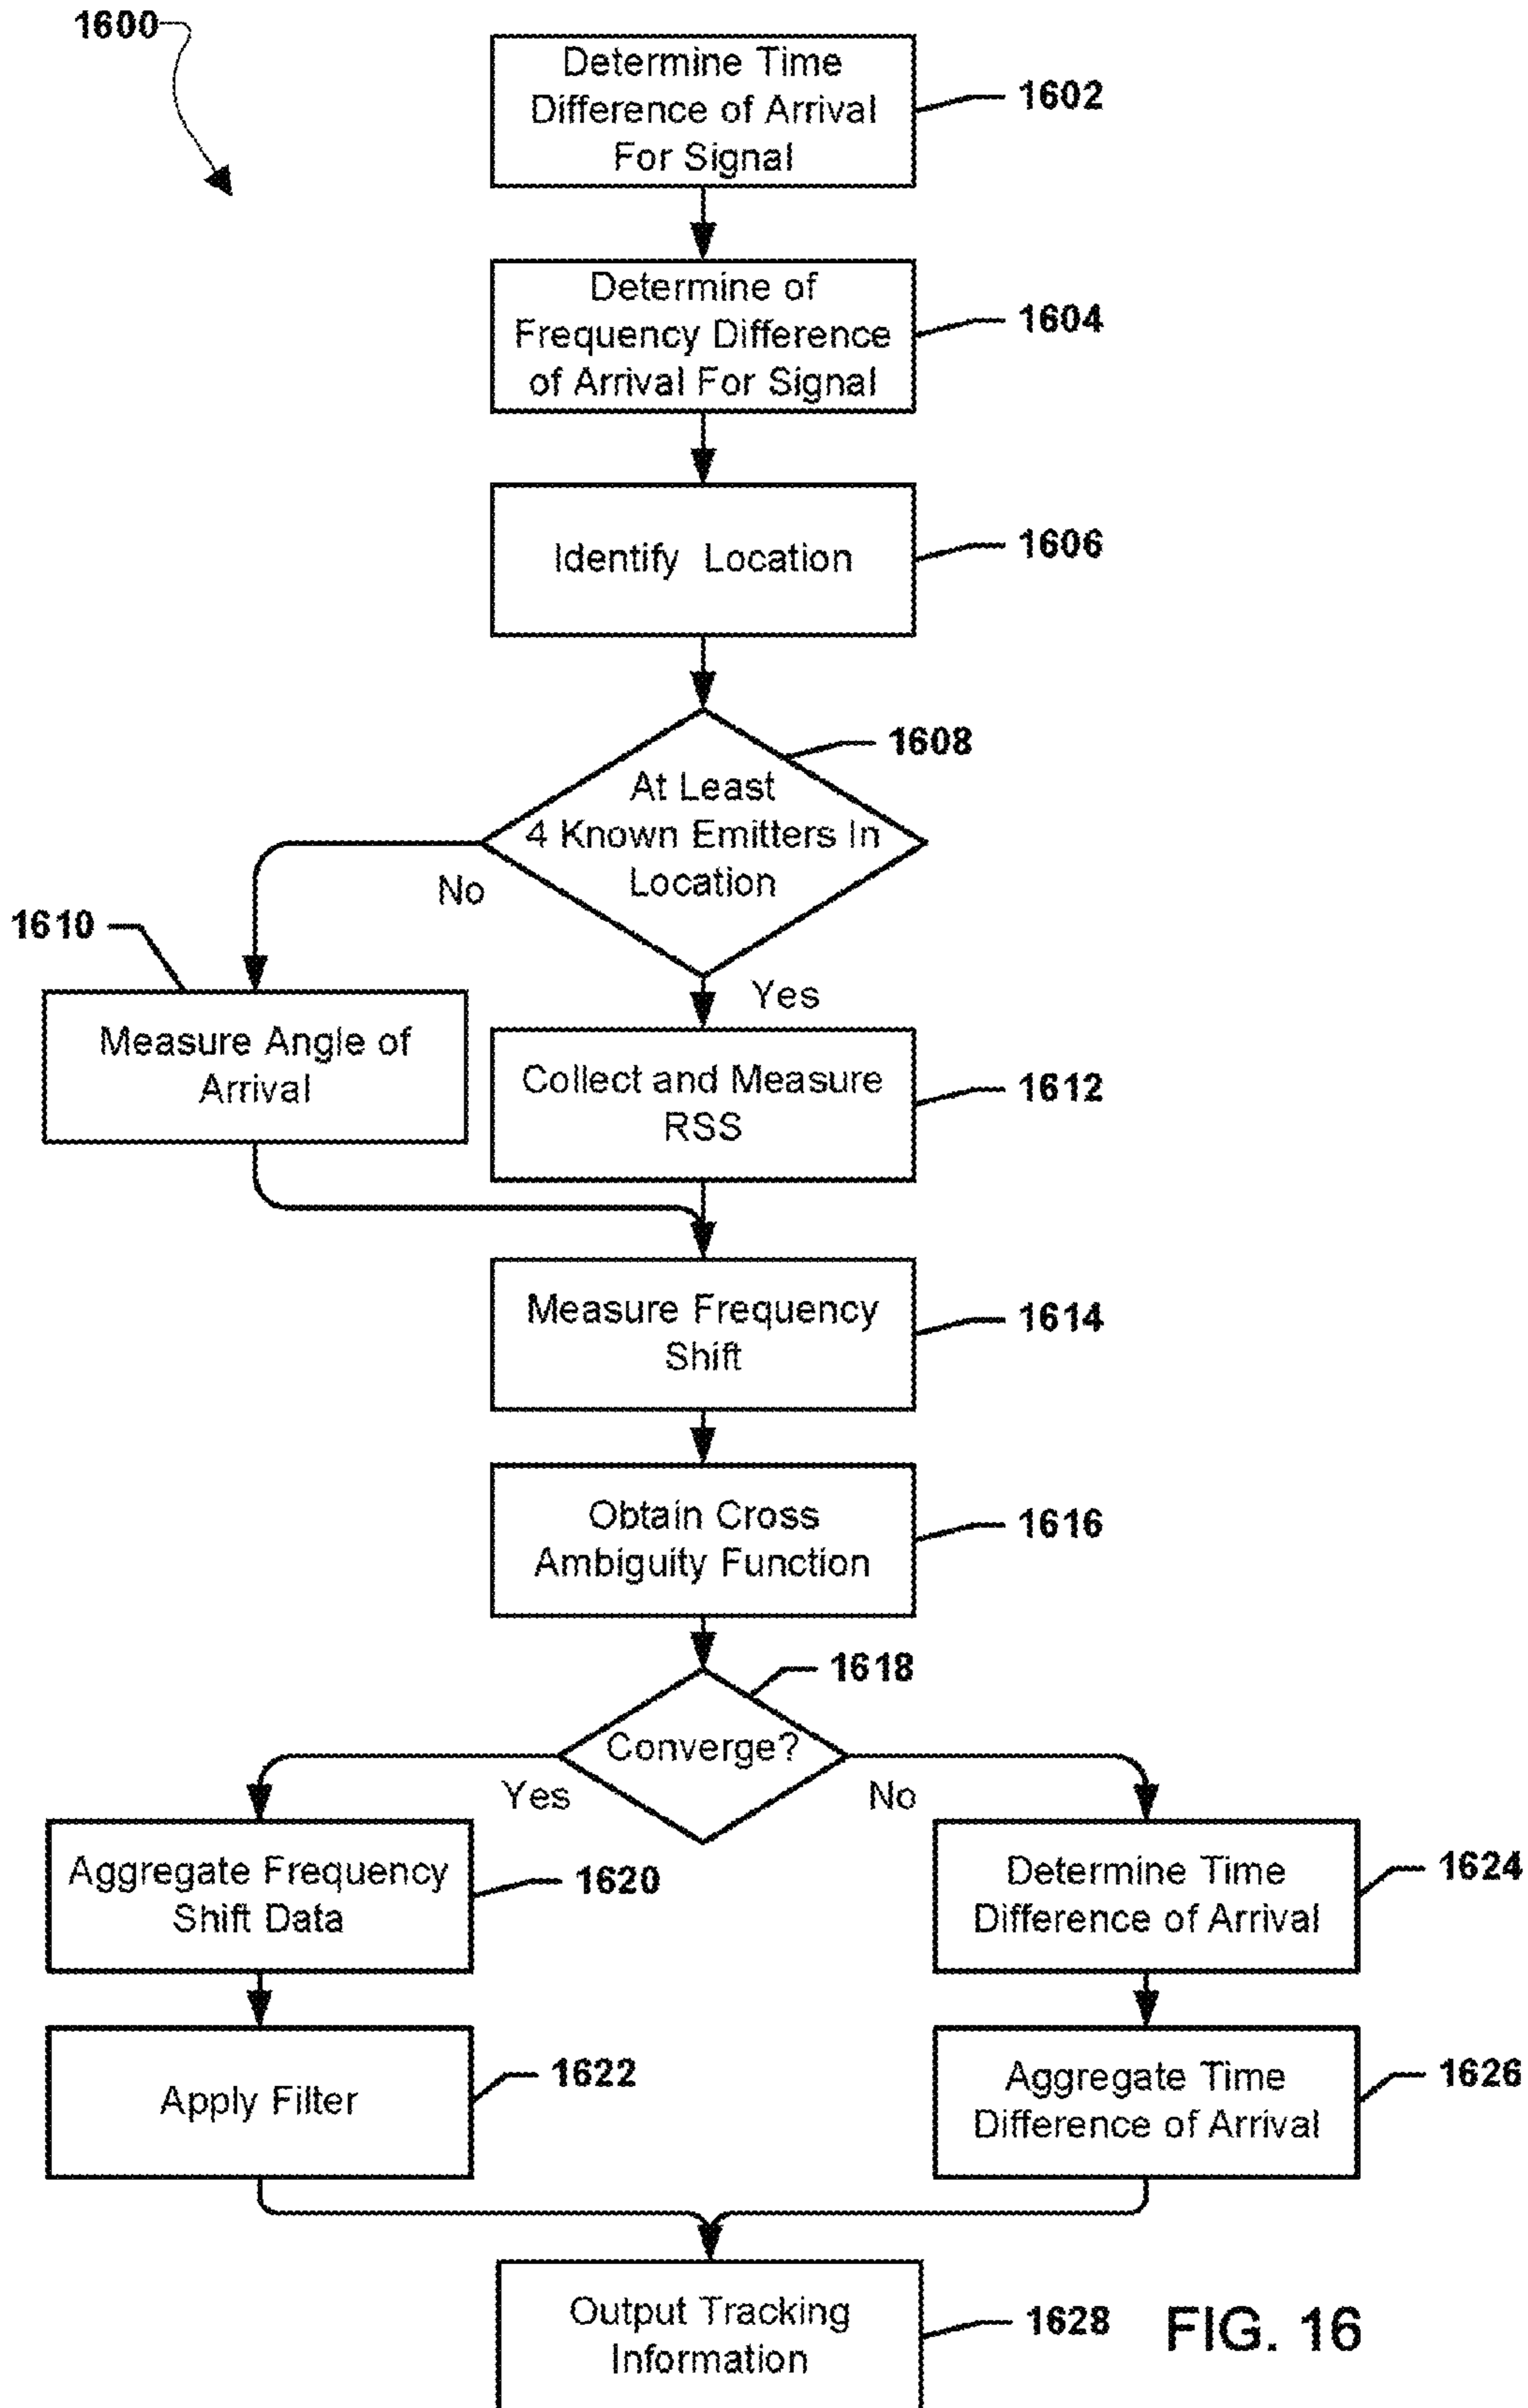 1600
Determine Time
Difference of Arrival
For Signal
1602
Determine of
Frequency Difference
of Arrival For Signal
1604
Identify Location
1606
1608
At Least
4 Known Emitters In
Location
No
1610
Yes
Measure Angle of
Arrival
Collect and Measure
RSS
1612
Measure Frequency
Shift
1614
Obtain Cross
Ambiguity Function
1616
1618
Converge?
Yes
No
Aggregate Frequency
Shift Data
1620
Determine Time
Difference of Arrival
1624
Apply Filter
1622
Aggregate Time
Difference of Arrival
1626
Output Tracking
Information
1628
FIG. 16